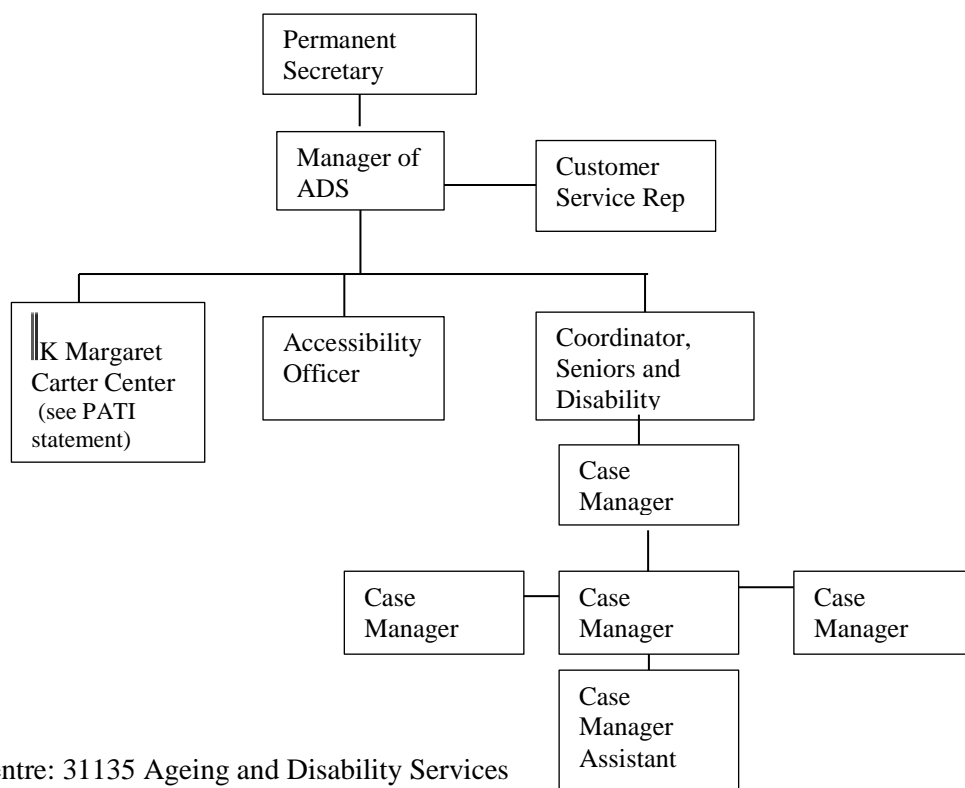 Permanent
Secretary
Manager of
ADS
Customer
Service Rep
K Margaret
Carter Center
(see PATI
statement)
Accessibility
Officer
Coordinator,
Seniors and
Disability
Case
Manager
Case
Manager
Case
Manager
Case
Manager
Case
Manager
Assistant
entre: 31135 Ageing and Disability Services